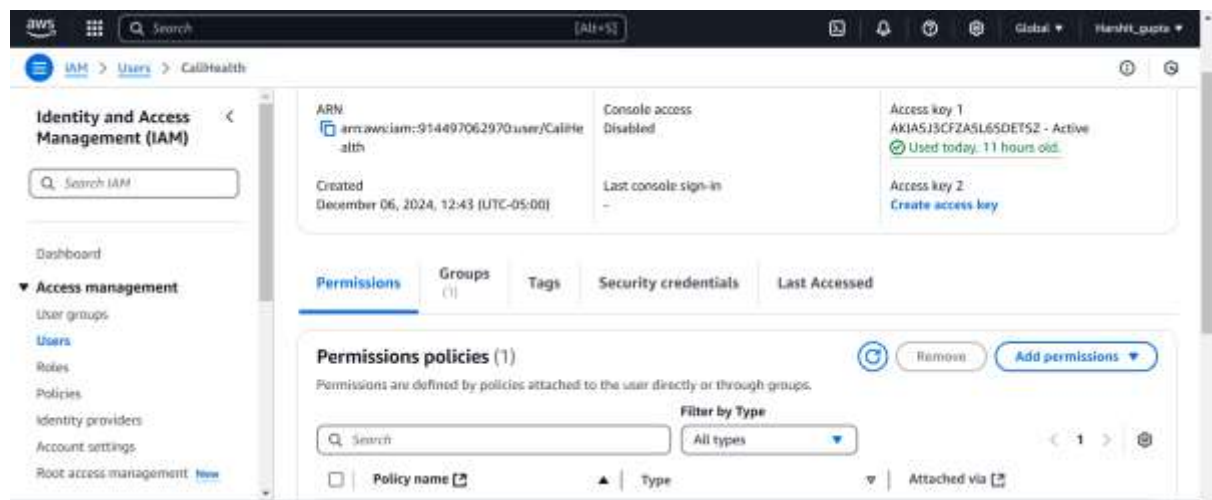 aws
Search
[Alt+S]
Global
Harshit_gupta
IAM > Users > CallHealth
Identity and Access
Management (IAM)
Search IAM
Dashboard
Access management
User groups
Users
Roles
Policies
Identity providers
Account settings
Root access management New
ARN
arn:aws:iam::914497062970:user/CallHe
alth
Console access
Disabled
Access key 1
Active
Used today. 11 hours old.
Created
December 06, 2024, 12:43 (UTC-05:00)
Last console sign-in
-
Access key 2
Create access key
Permissions
Groups
(1)
Tags
Security credentials
Last Accessed
Permissions policies (1)
Remove
Add permissions
Permissions are defined by policies attached to the user directly or through groups.
Filter by Type
Search
All types
1
Policy name
Type
Attached via